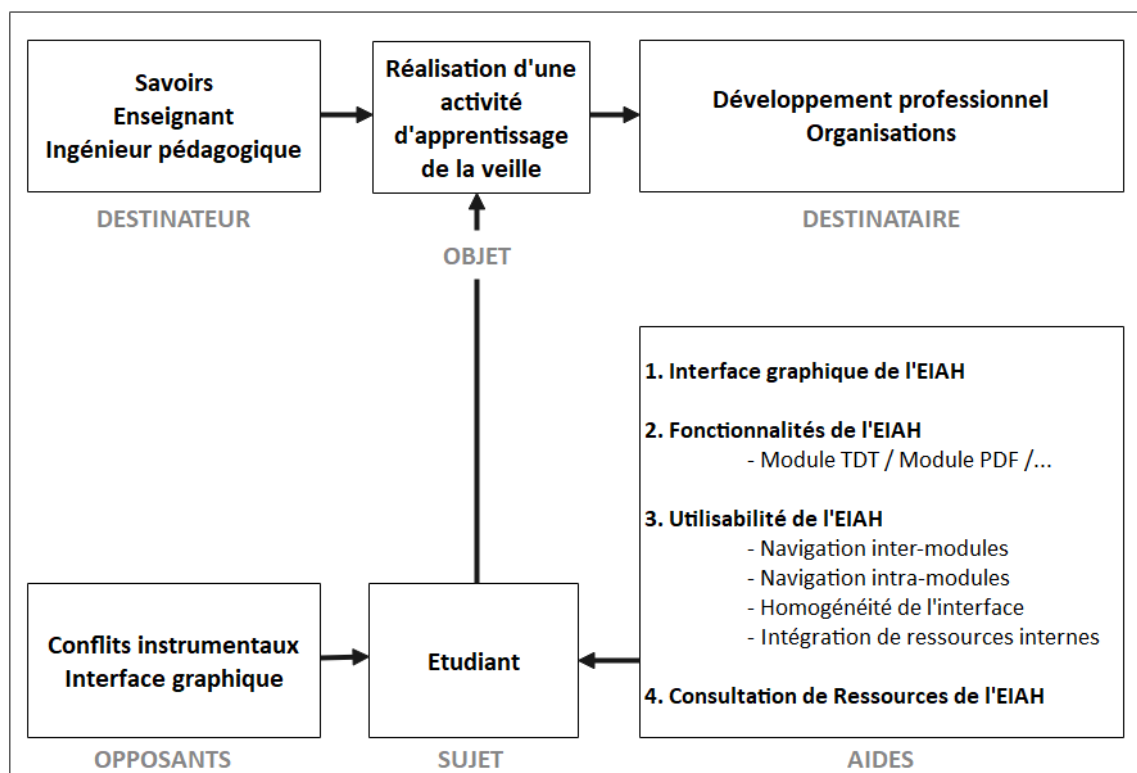 Savoirs
Enseignant
Ingénieur pédagogique
DESTINATEUR
Réalisation d'une
activité
d'apprentissage
de la veille
OBJET
Développement professionnel
Organisations
DESTINATAIRE
Conflits instrumentaux
Interface graphique
OPPOSANTS
Etudiant
SUJET
1. Interface graphique de l'EIAH
2. Fonctionnalités de l'EIAH
- Module TDT / Module PDF /...
3. Utilisabilité de l'EIAH
- Navigation inter-modules
- Navigation intra-modules
- Homogénéité de l'interface
- Intégration de ressources internes
4. Consultation de Ressources de l'EIAH
AIDES